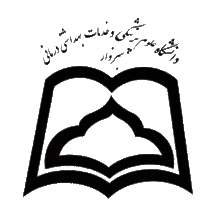 دانشگاه علوم پزشکی و خدمات بهداشتی درمانی
سبزوار